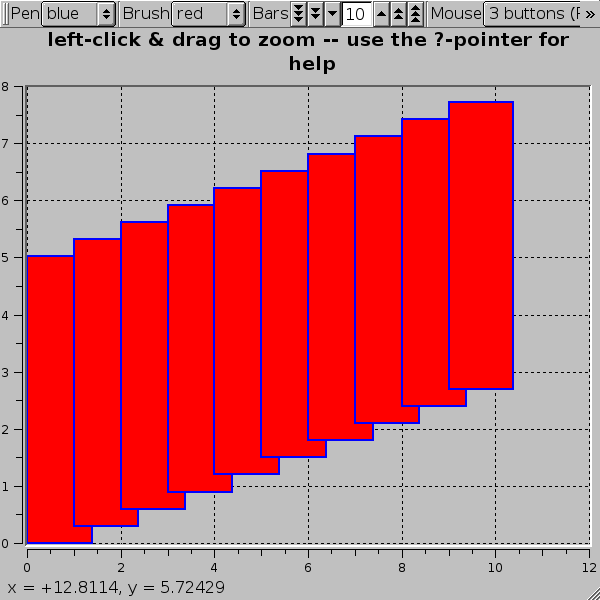 Pen blue Brush red Bars 10 Mouse 3 buttons (F »
left-click & drag to zoom -- use the ?-pointer for
help
8
7
6
5
4
3
2
1
0
0 2 4 6 8 10 12
x = +12.8114, y = 5.72429